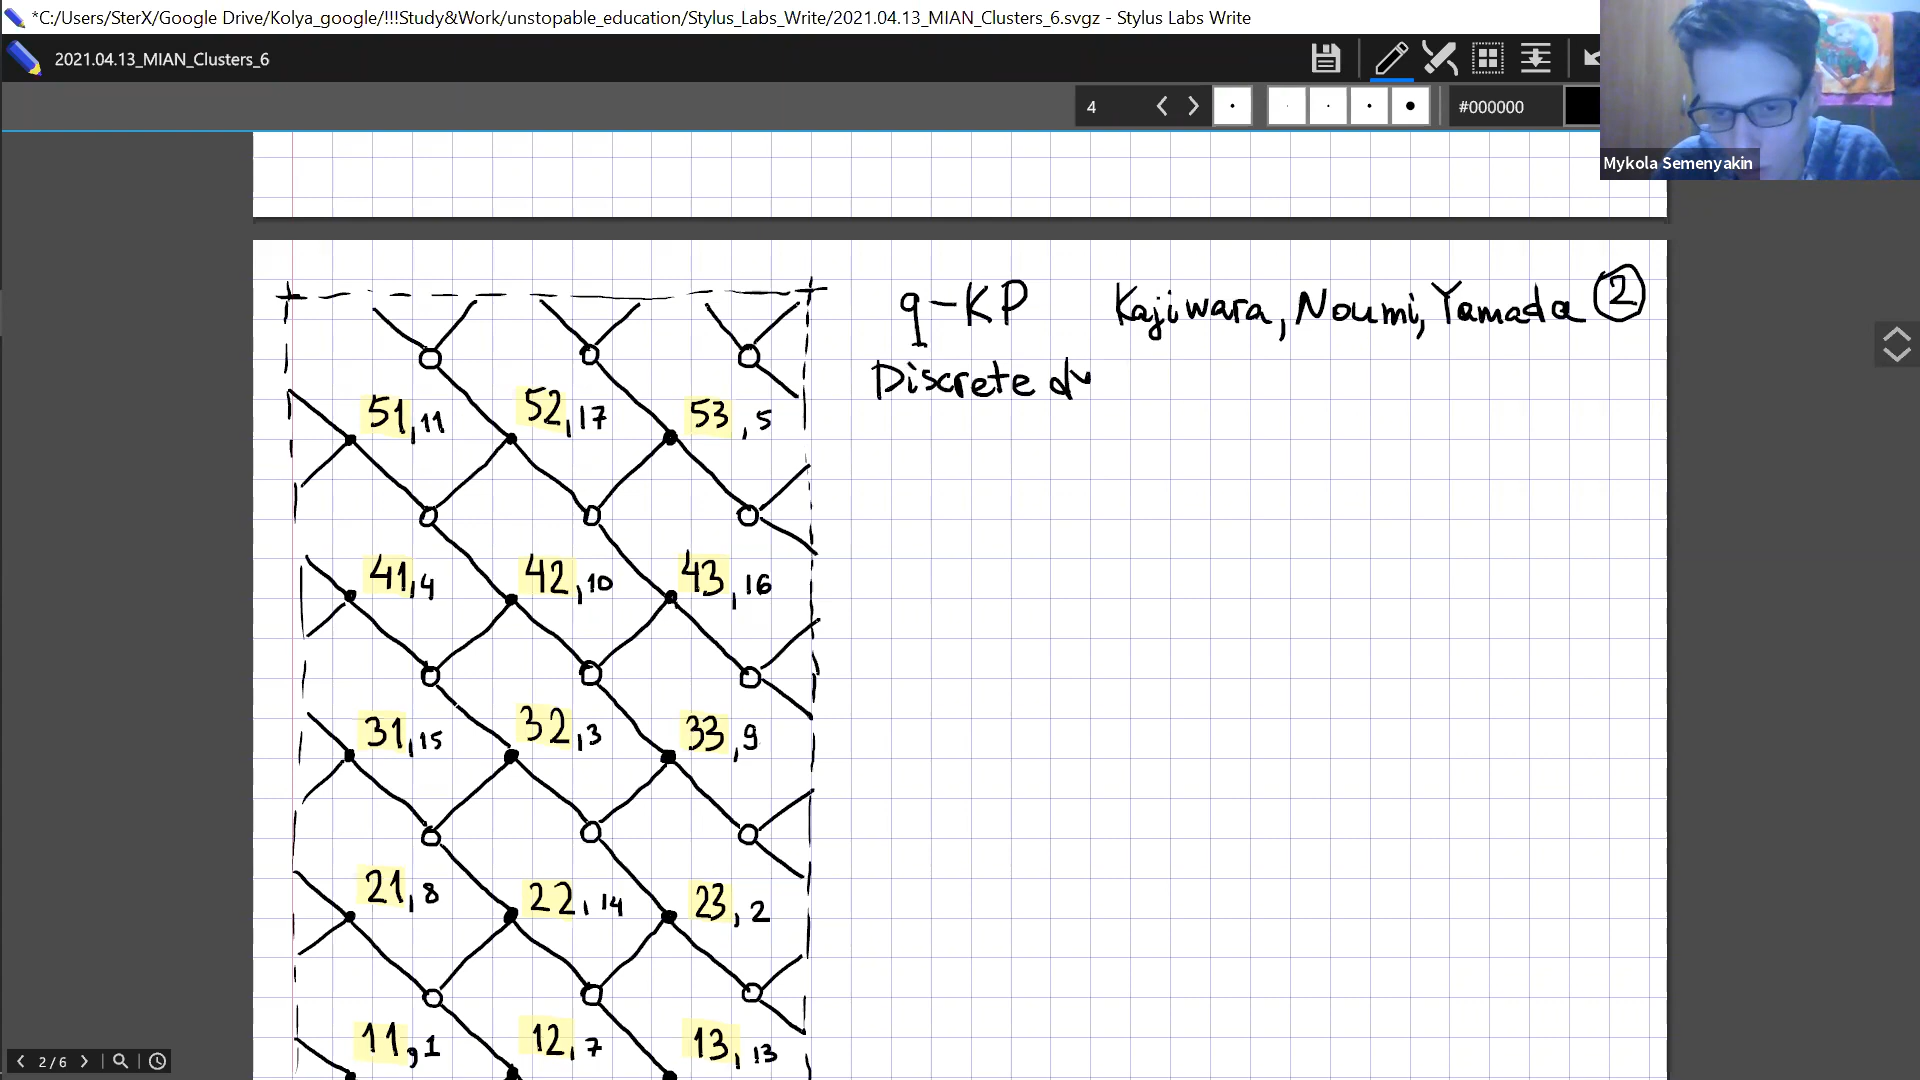 *C:/Users/SterX/Google Drive/Kolya_google/!!!Study&Work/unstopable_education/Stylus_Labs_Write/2021.04.13_MIAN_Clusters_6.svgz - Stylus Labs Write
2021.04.13_MIAN_Clusters_6
4
#000000
Mykola Semenyakin
q-KP Kajiwara, Noumi, Yamada 2
Discrete dy
51,11 52,17 53,5
41,4 42,10 43,16
31,15 32,3 33,9
21,8 22,14 23,2
11,1 12,7 13,13
2/6